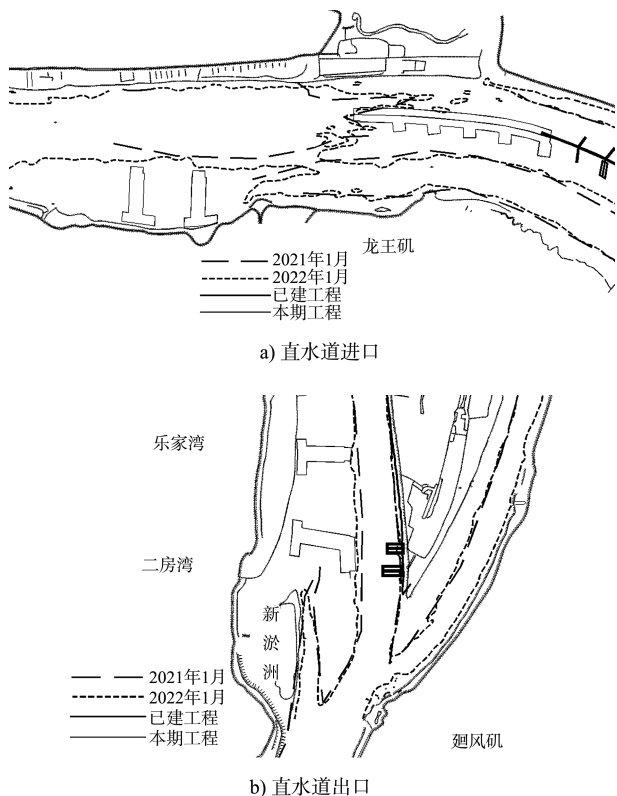 龙王矶
2021年1月
2022年1月
已建工程
本期工程
a) 直水道进口
乐家湾
二房湾
新
淤
洲
2021年1月
2022年1月
已建工程
本期工程
廻风矶
b) 直水道出口